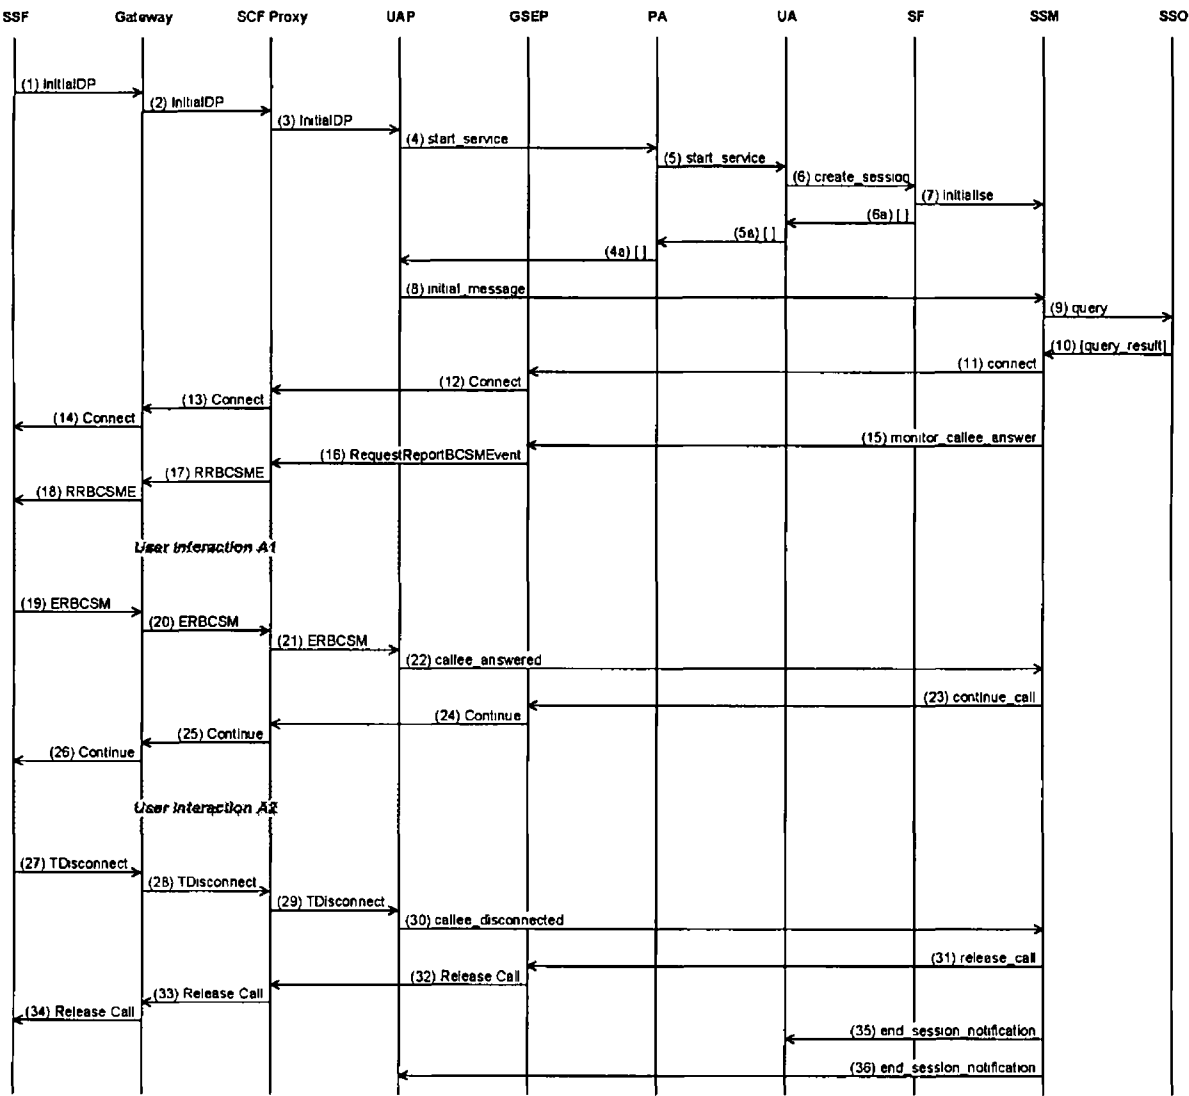 SSF Gateway SCF Proxy UAP GSEP PA UA SF SSM SSO
(1) InitialDP
(2) InitialDP
(3) InitialDP
(4) start_service
(5) start_service
(6) create_session
(7) initialise
(6a) [ ]
(5a) [ ]
(4a) [ ]
(8) initial_message
(9) query
(10) [query_result]
(11) connect
(12) Connect
(13) Connect
(14) Connect
(15) monitor_callee_answer
(16) RequestReportBCSMEvent
(17) RRBCSME
(18) RRBCSME
User Interaction A1
(19) ERBCSM
(20) ERBCSM
(21) ERBCSM
(22) callee_answered
(23) continue_call
(24) Continue
(25) Continue
(26) Continue
User Interaction A2
(27) TDisconnect
(28) TDisconnect
(29) TDisconnect
(30) callee_disconnected
(31) release_call
(32) Release Call
(33) Release Call
(34) Release Call
(35) end_session_notification
(36) end_session_notification